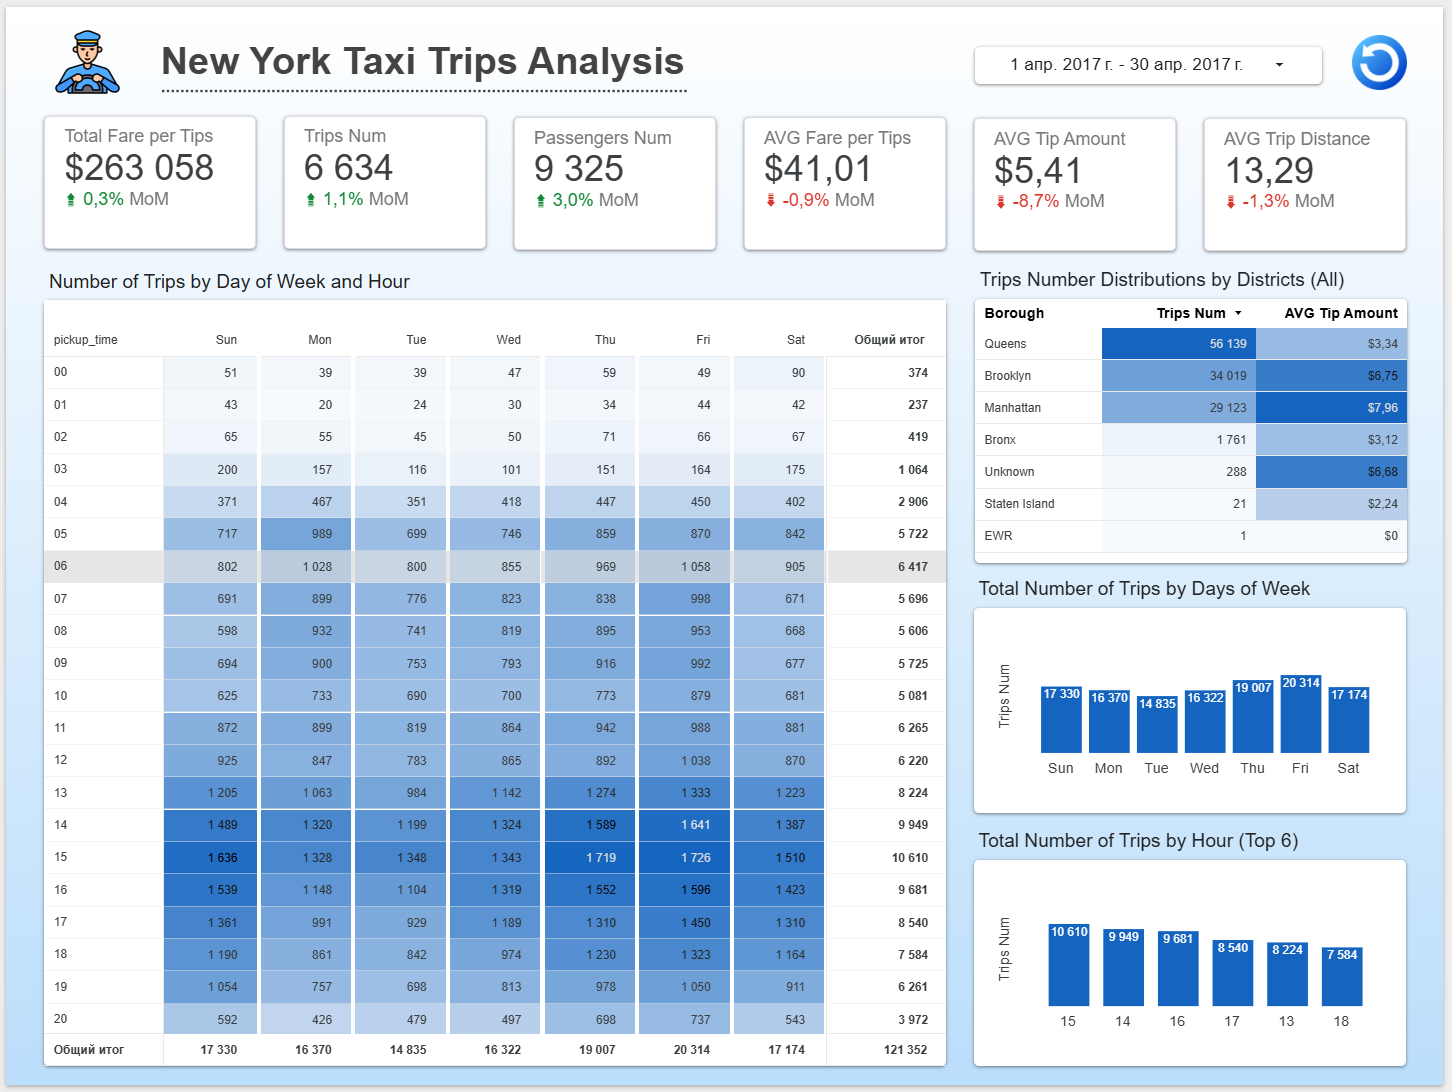 New York Taxi Trips Analysis
1 апр. 2017 г. - 30 апр. 2017 г.
Total Fare per Tips
$263 058
0,3% MoM
Trips Num
6 634
1,1% MoM
Passengers Num
9 325
3,0% MoM
AVG Fare per Tips
$41,01
-0,9% MoM
AVG Tip Amount
$5,41
-8,7% MoM
AVG Trip Distance
13,29
-1,3% MoM
Number of Trips by Day of Week and Hour
pickup_time Sun Mon Tue Wed Thu Fri Sat Общий итог
00 51 39 39 47 59 49 90 374
01 43 20 24 30 34 44 42 237
02 65 55 45 50 71 66 67 419
03 200 157 116 101 151 164 175 1 064
04 371 467 351 418 447 450 402 2 906
05 717 989 699 746 859 870 842 5 722
06 802 1 028 800 855 969 1 058 905 6 417
07 691 899 776 823 838 998 671 5 696
08 598 932 741 819 895 953 668 5 606
09 694 900 753 793 916 992 677 5 725
10 625 733 690 700 773 879 681 5 081
11 872 899 819 864 942 988 881 6 265
12 925 847 783 865 892 1 038 870 6 220
13 1 205 1 063 984 1 142 1 274 1 333 1 223 8 224
14 1 489 1 320 1 199 1 324 1 589 1 641 1 387 9 949
15 1 636 1 328 1 348 1 343 1 719 1 726 1 510 10 610
16 1 539 1 148 1 104 1 319 1 552 1 596 1 423 9 681
17 1 361 991 929 1 189 1 310 1 450 1 310 8 540
18 1 190 861 842 974 1 230 1 323 1 164 7 584
19 1 054 757 698 813 978 1 050 911 6 261
20 592 426 479 497 698 737 543 3 972
Общий итог 17 330 16 370 14 835 16 322 19 007 20 314 17 174 121 352
Trips Number Distributions by Districts (All)
Borough Trips Num AVG Tip Amount
Queens 56 139 $3,34
Brooklyn 34 019 $6,75
Manhattan 29 123 $7,96
Bronx 1 761 $3,12
Unknown 288 $6,68
Staten Island 21 $2,24
EWR 1 $0
Total Number of Trips by Days of Week
Trips Num
17 330 16 370 14 835 16 322 19 007 20 314 17 174
Sun Mon Tue Wed Thu Fri Sat
Total Number of Trips by Hour (Top 6)
Trips Num
10 610 9 949 9 681 8 540 8 224 7 584
15 14 16 17 13 18